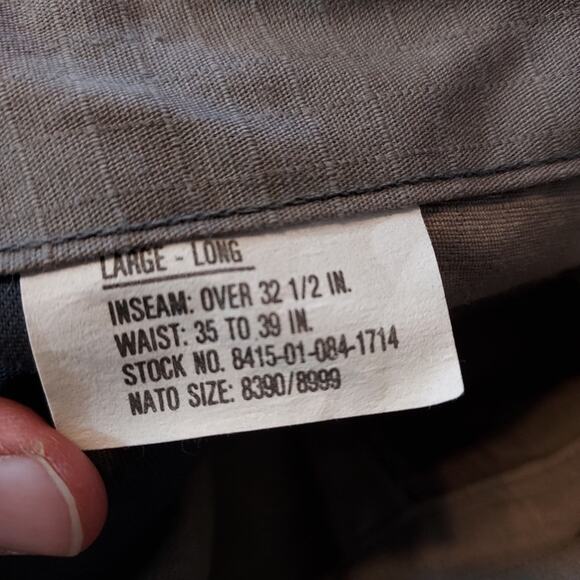 LARGE - LONG
INSEAM: OVER 32 1/2 IN.
WAIST: 35 TO 39 IN.
STOCK NO. 8415-01-084-1714
NATO SIZE: 8390/8999